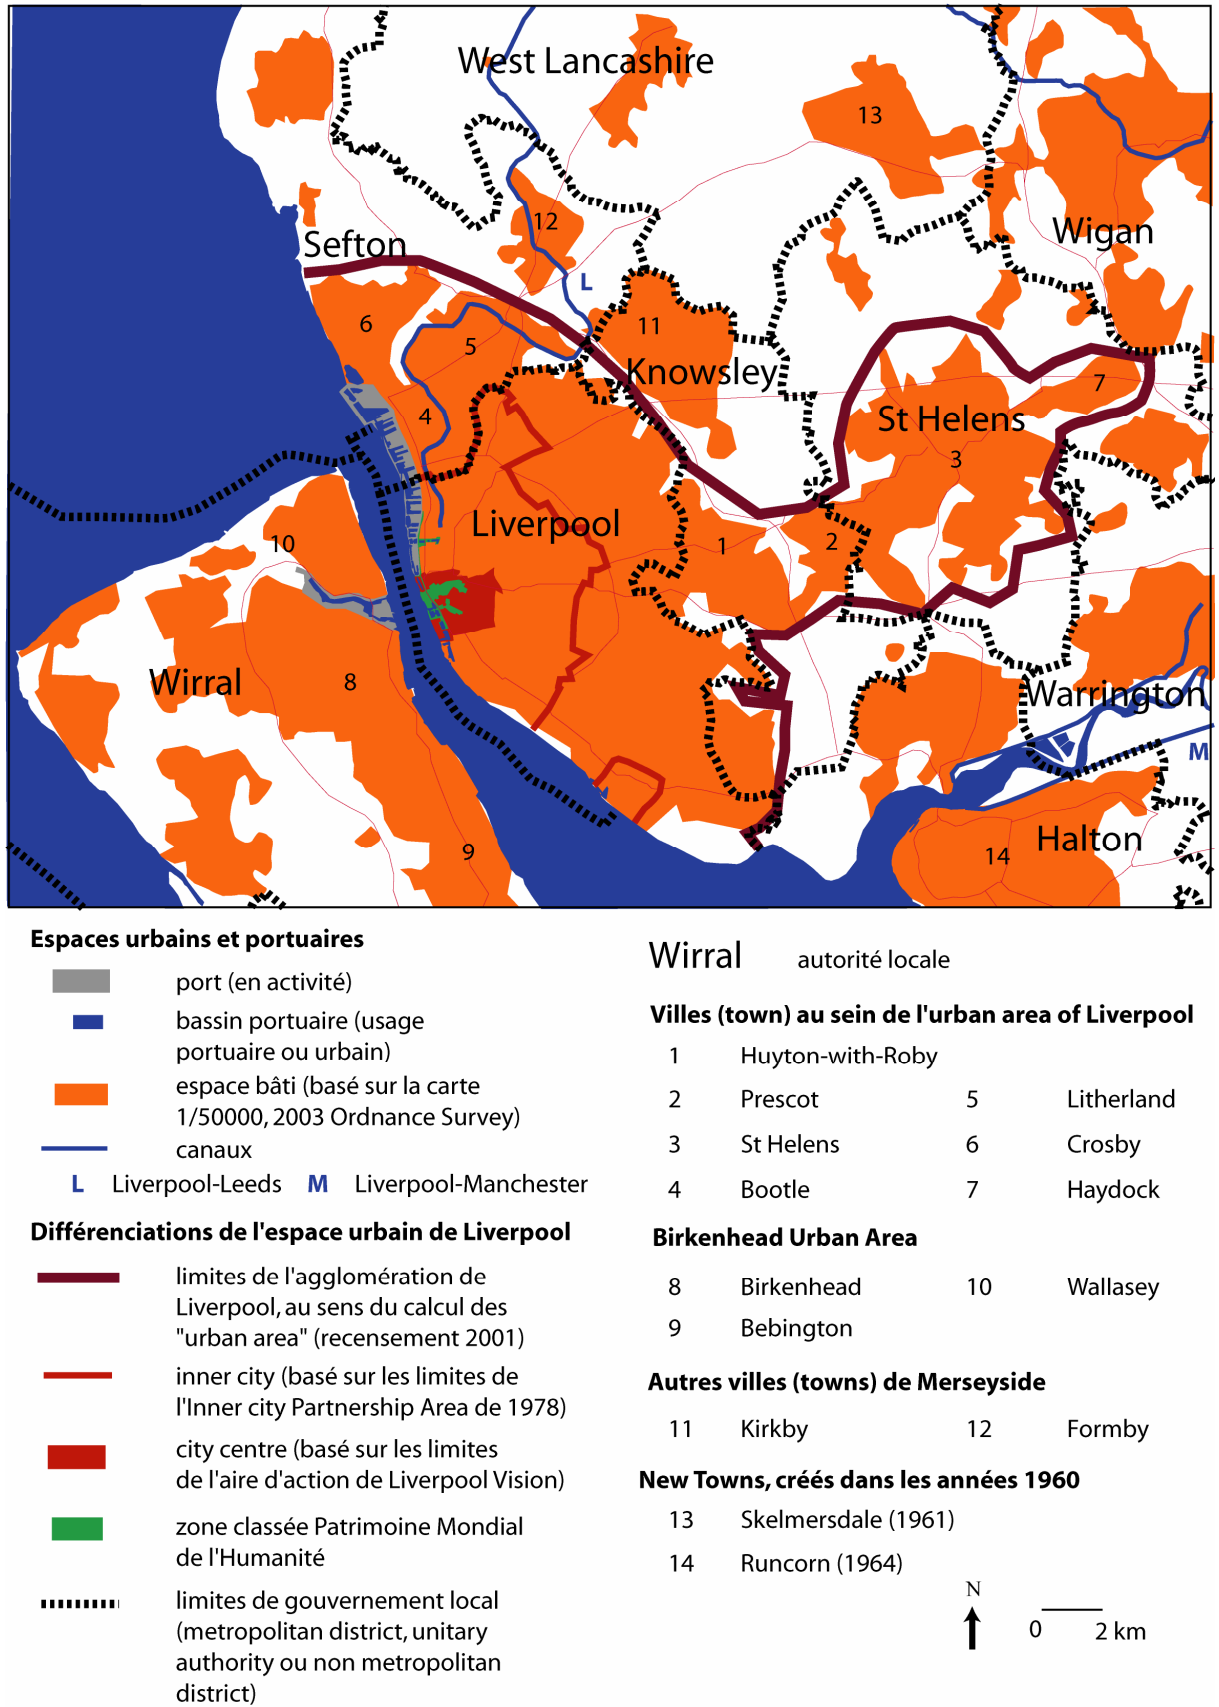 West Lancashire
13
12
Sefton
Wigan
L
6
11
5
Knowsley
7
4
St Helens
3
Liverpool
10
1
2
Wirral
8
Warrington
M
9
14
Halton
Espaces urbains et portuaires
port (en activité)
bassin portuaire (usage
portuaire ou urbain)
espace bâti (basé sur la carte
1/50000, 2003 Ordnance Survey)
canaux
L Liverpool-Leeds M Liverpool-Manchester
Différenciations de l'espace urbain de Liverpool
limites de l'agglomération de
Liverpool, au sens du calcul des
"urban area" (recensement 2001)
inner city (basé sur les limites de
l'Inner city Partnership Area de 1978)
city centre (basé sur les limites
de l'aire d'action de Liverpool Vision)
zone classée Patrimoine Mondial
de l'Humanité
limites de gouvernement local
(metropolitan district, unitary
authority ou non metropolitan
district)
Wirral autorité locale
Villes (town) au sein de l'urban area of Liverpool
1 Huyton-with-Roby
2 Prescot 5 Litherland
3 St Helens 6 Crosby
4 Bootle 7 Haydock
Birkenhead Urban Area
8 Birkenhead 10 Wallasey
9 Bebington
Autres villes (towns) de Merseyside
11 Kirkby 12 Formby
New Towns, créés dans les années 1960
13 Skelmersdale (1961)
14 Runcorn (1964)
N
0 2 km